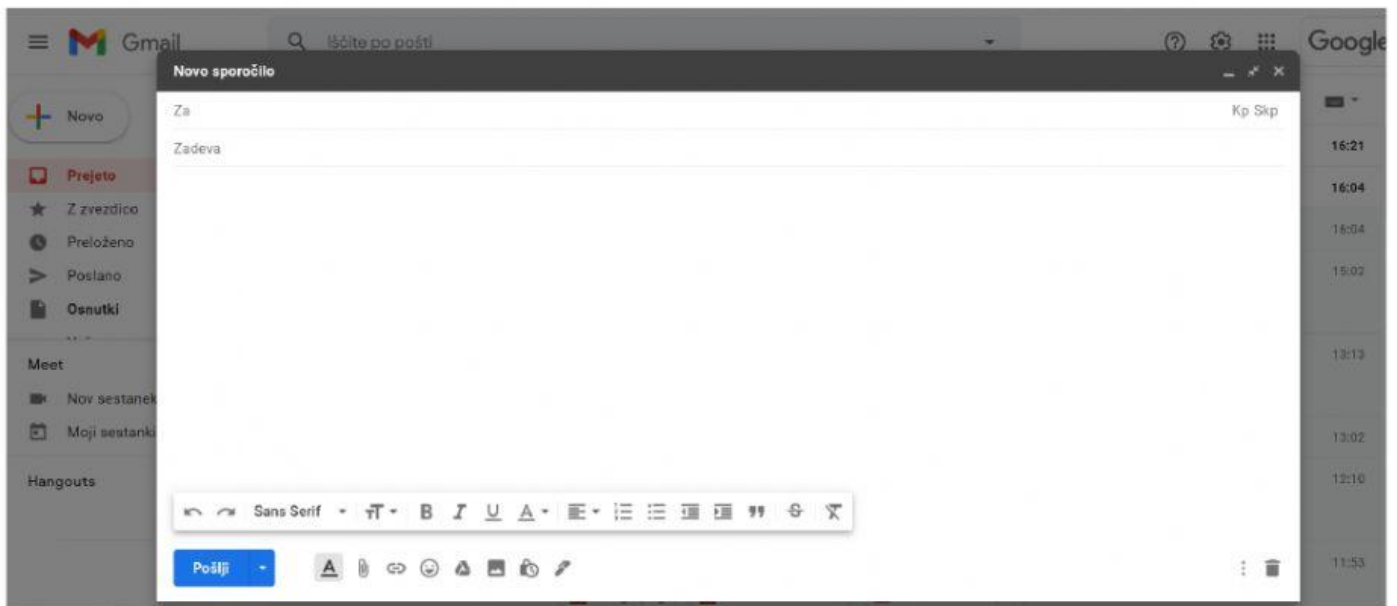 Gmail
Iščite po pošti
Google
Novo sporočilo
Novo
Za
Kp Skp
Zadeva
Prejeto
Z zvezdico
Preloženo
Poslano
Osnutki
Meet
Nov sestanek
Moji sestanki
Hangouts
16:21
16:04
16:04
15:02
13:13
13:02
12:10
11:53
Sans Serif
Pošlji